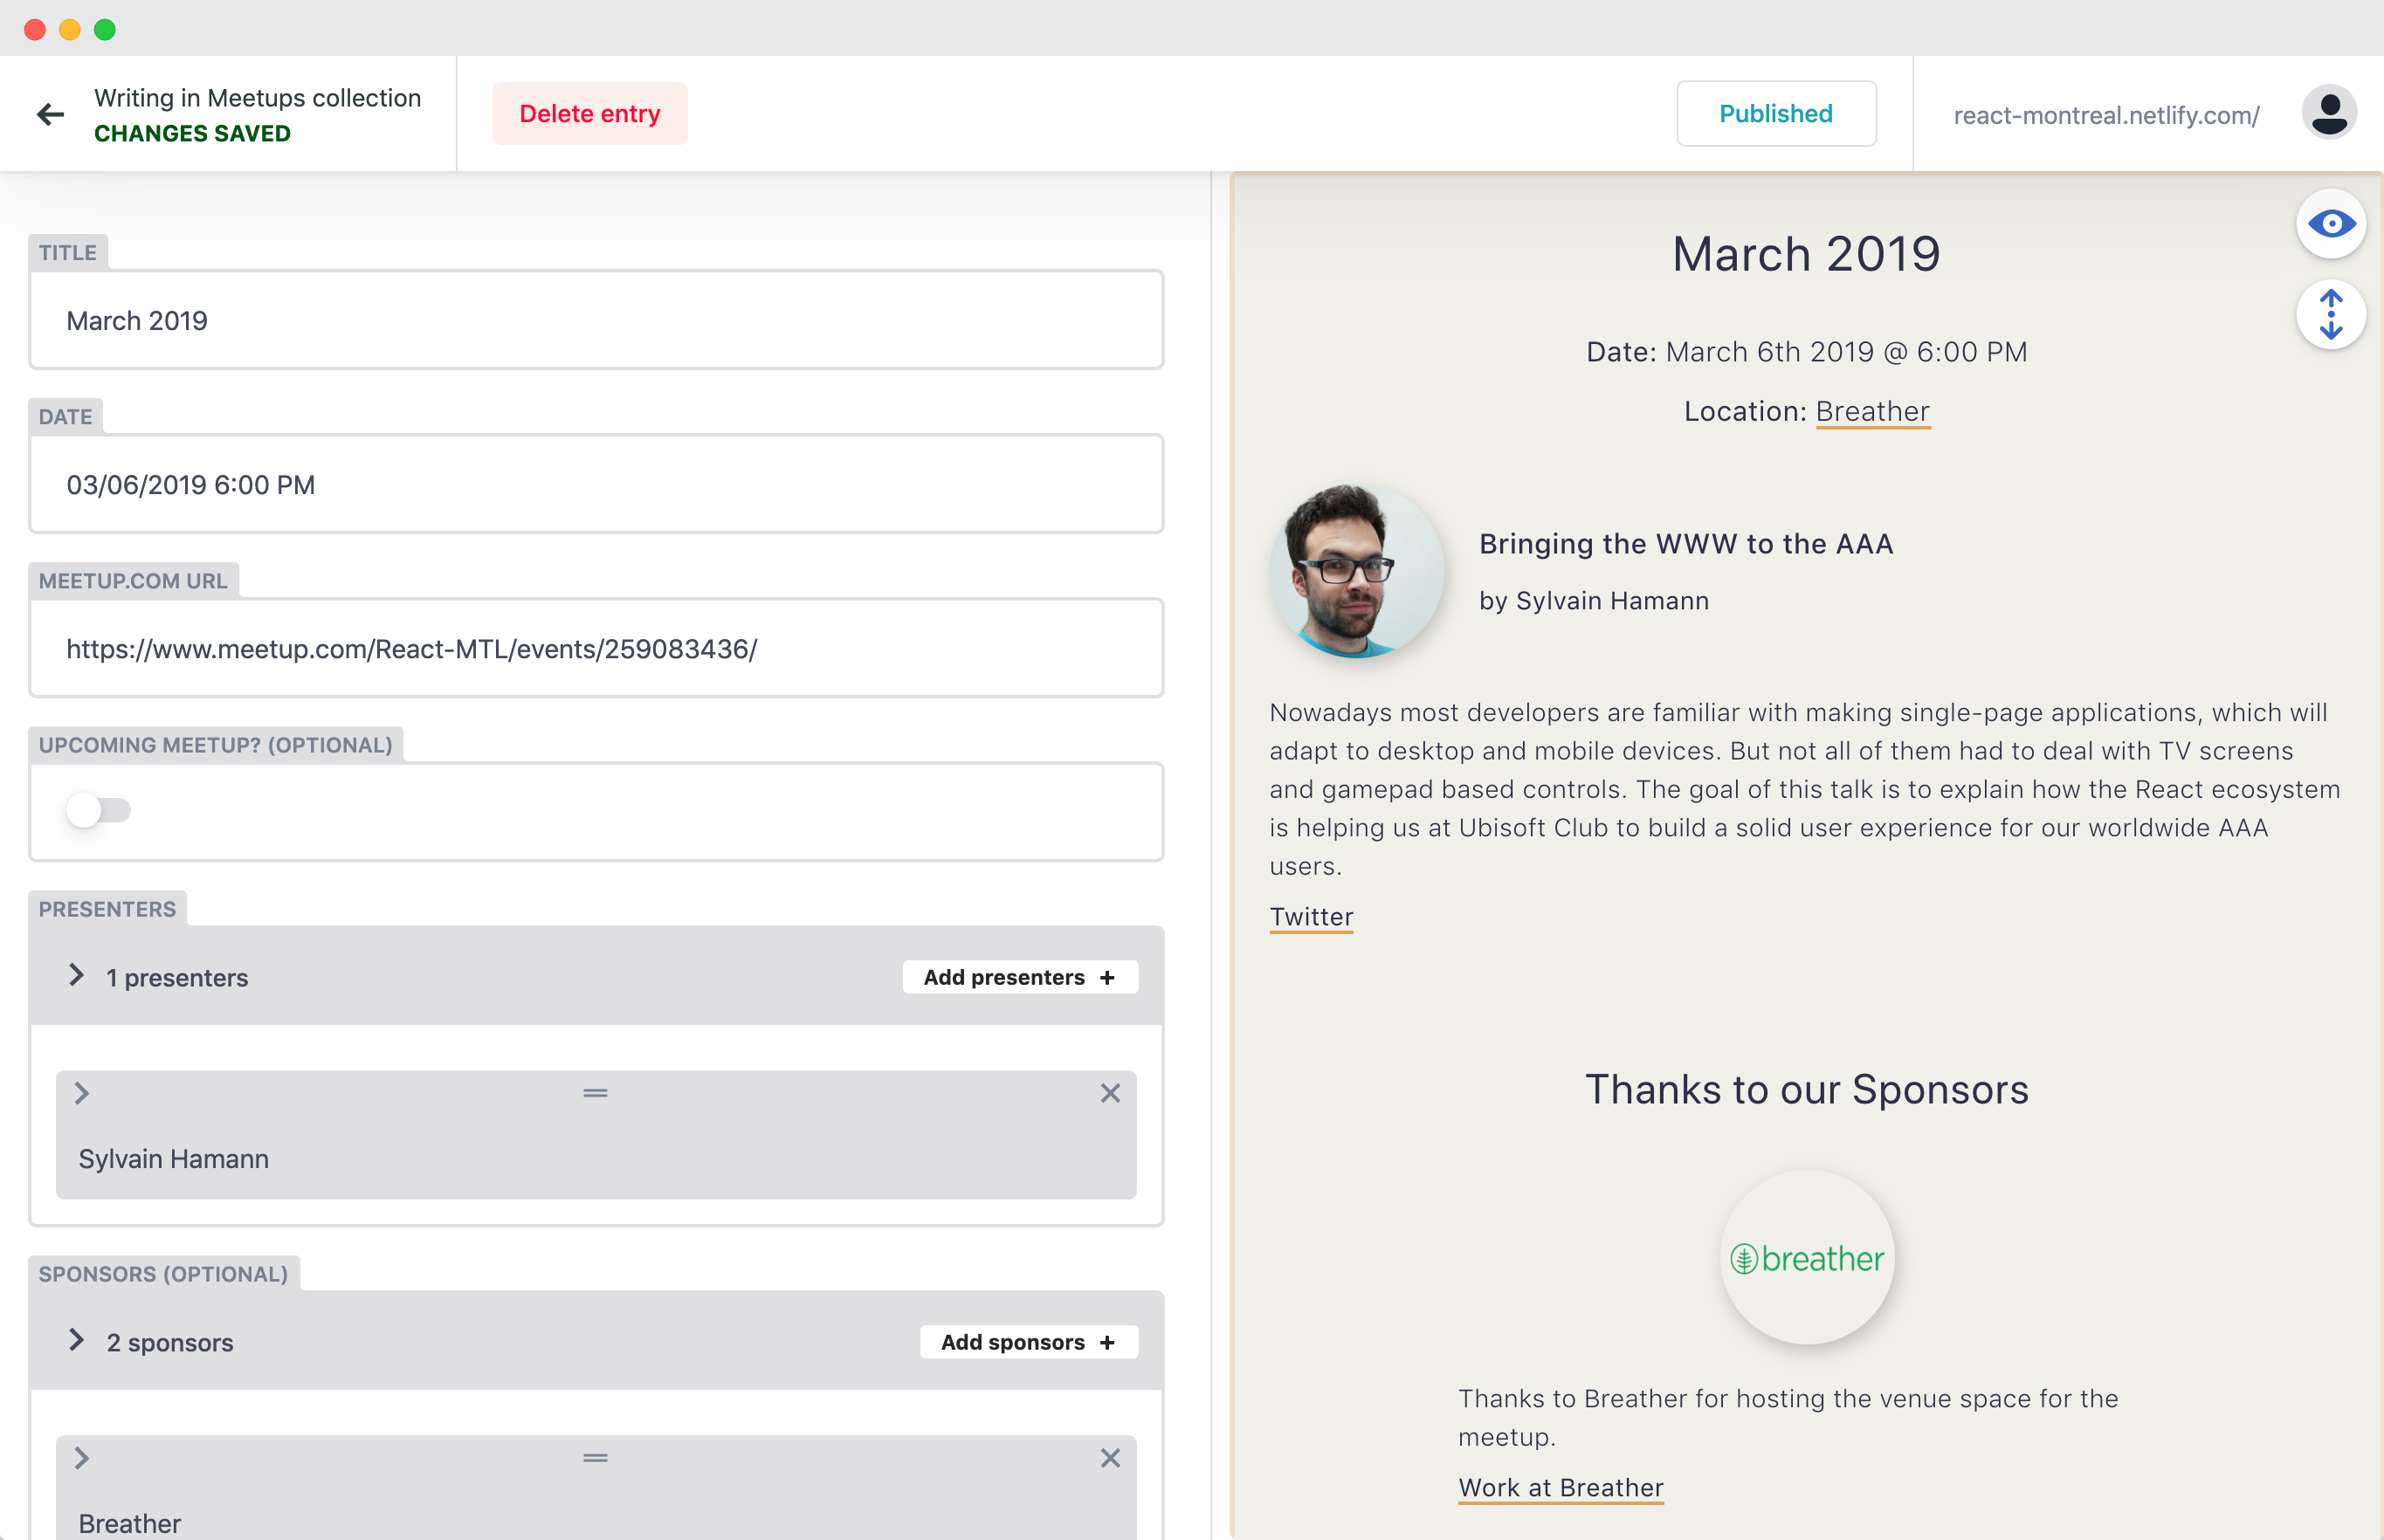 Writing in Meetups collection
CHANGES SAVED
Delete entry
Published
react-montreal.netlify.com/
TITLE
March 2019
DATE
03/06/2019 6:00 PM
MEETUP.COM URL
https://www.meetup.com/React-MTL/events/259083436/
UPCOMING MEETUP? (OPTIONAL)
PRESENTERS
1 presenters
Add presenters +
Sylvain Hamann
SPONSORS (OPTIONAL)
2 sponsors
Add sponsors +
Breather
March 2019
Date: March 6th 2019 @ 6:00 PM
Location: Breather
Bringing the WWW to the AAA
by Sylvain Hamann
Nowadays most developers are familiar with making single-page applications, which will
adapt to desktop and mobile devices. But not all of them had to deal with TV screens
and gamepad based controls. The goal of this talk is to explain how the React ecosystem
is helping us at Ubisoft Club to build a solid user experience for our worldwide AAA
users.
Twitter
Thanks to our Sponsors
breather
Thanks to Breather for hosting the venue space for the
meetup.
Work at Breather